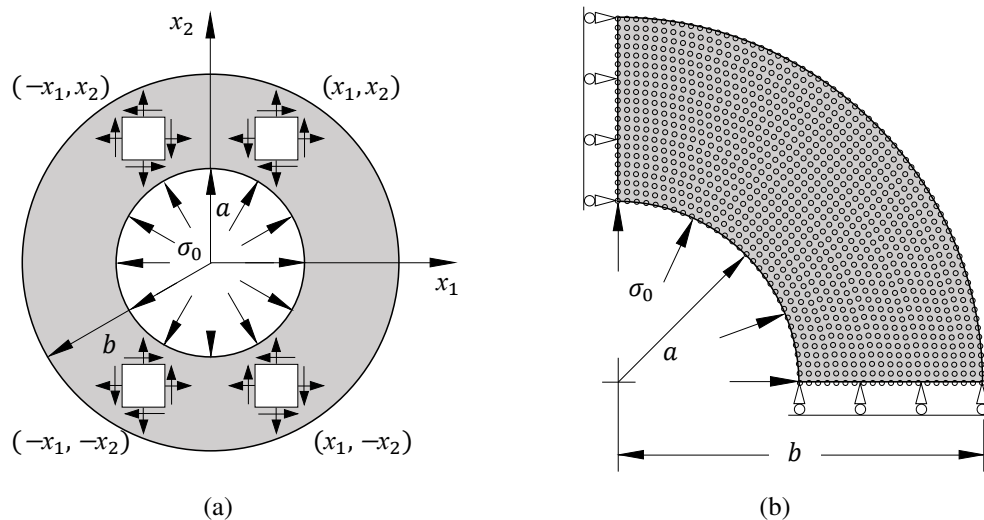 x₂
(−x₁, x₂)
(x₁, x₂)
a
σ₀
x₁
b
(−x₁, −x₂)
(x₁, −x₂)
(a)
σ₀
a
b
(b)